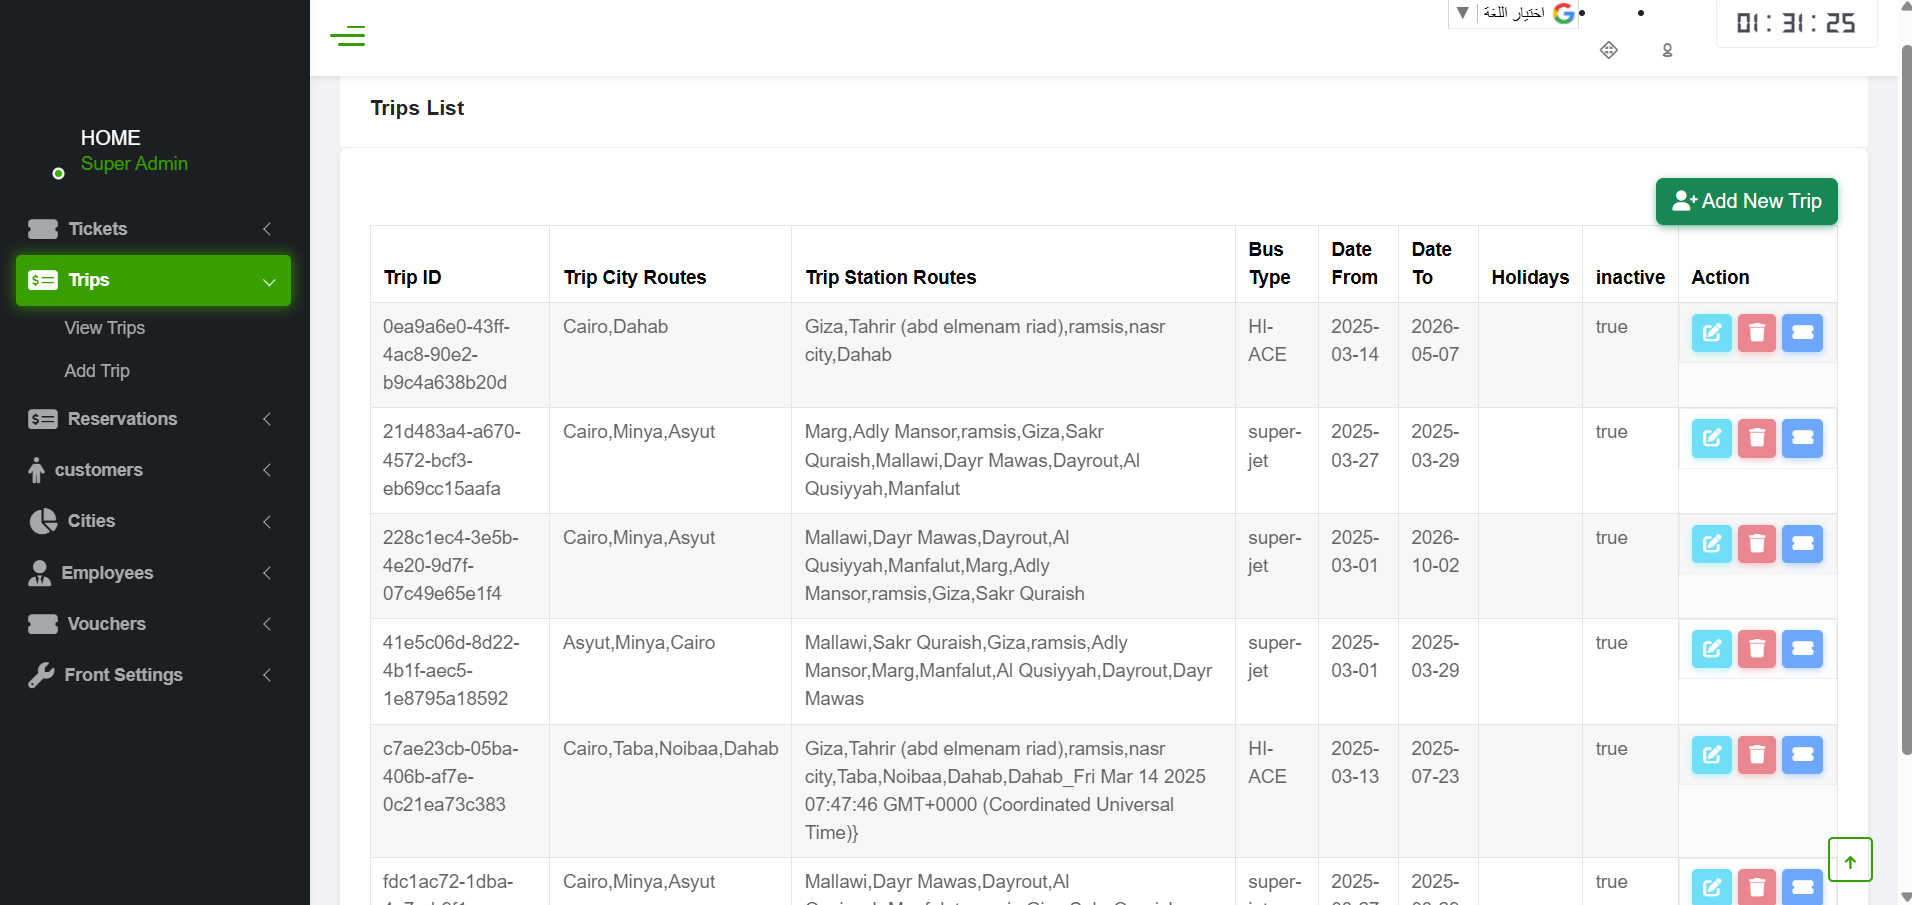 اختيار اللغة ▼
01:31:25
HOME
Super Admin
Tickets
Trips
View Trips
Add Trip
Reservations
customers
Cities
Employees
Vouchers
Front Settings
Trips List
Add New Trip
Trip ID Trip City Routes Trip Station Routes Bus Type Date From Date To Holidays inactive Action
0ea9a6e0-43ff-
4ac8-90e2-
b9c4a638b20d
Cairo,Dahab
Giza,Tahrir (abd elmenam riad),ramsis,nasr
city,Dahab
HI-
ACE
2025-
03-14
2026-
05-07
true
21d483a4-a670-
4572-bcf3-
eb69cc15aafa
Cairo,Minya,Asyut
Marg,Adly Mansor,ramsis,Giza,Sakr
Quraish,Mallawi,Dayr Mawas,Dayrout,Al
Qusiyyah,Manfalut
super-
jet
2025-
03-27
2025-
03-29
true
228c1ec4-3e5b-
4e20-9d7f-
07c49e65e1f4
Cairo,Minya,Asyut
Mallawi,Dayr Mawas,Dayrout,Al
Qusiyyah,Manfalut,Marg,Adly
Mansor,ramsis,Giza,Sakr Quraish
super-
jet
2025-
03-01
2026-
10-02
true
41e5c06d-8d22-
4b1f-aec5-
1e8795a18592
Asyut,Minya,Cairo
Mallawi,Sakr Quraish,Giza,ramsis,Adly
Mansor,Marg,Manfalut,Al Qusiyyah,Dayrout,Dayr
Mawas
super-
jet
2025-
03-01
2025-
03-29
true
c7ae23cb-05ba-
406b-af7e-
0c21ea73c383
Cairo,Taba,Noibaa,Dahab
Giza,Tahrir (abd elmenam riad),ramsis,nasr
city,Taba,Noibaa,Dahab,Dahab_Fri Mar 14 2025
07:47:46 GMT+0000 (Coordinated Universal
Time)}
HI-
ACE
2025-
03-13
2025-
07-23
true
fdc1ac72-1dba-
Cairo,Minya,Asyut
Mallawi,Dayr Mawas,Dayrout,Al
super-
2025-
2025-
true